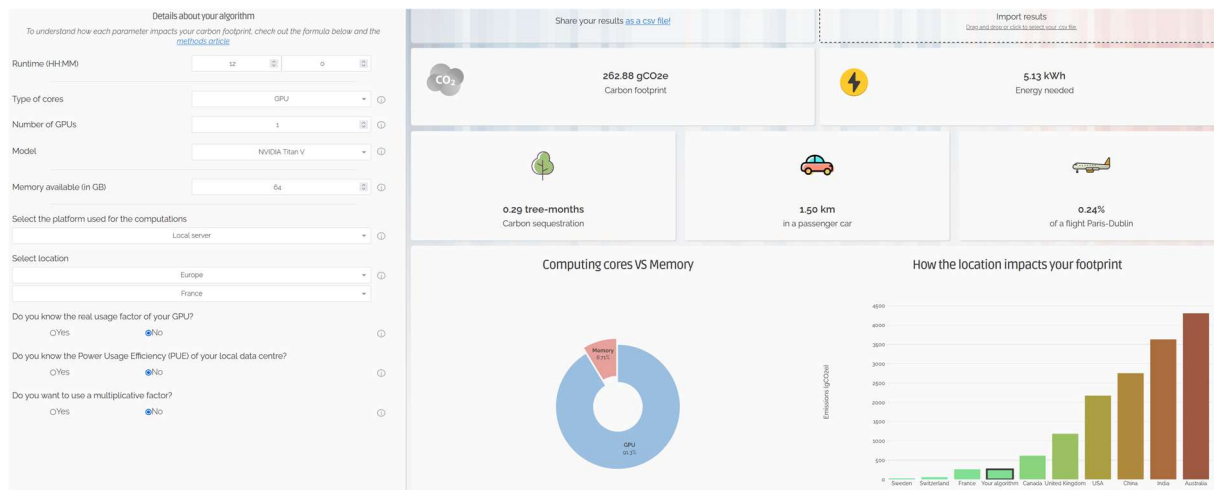 Details about your algorithm
To understand how each parameter impacts your carbon footprint, check out the formula below and the
methods article
Runtime (HH:MM)
12
0
Type of cores
GPU
Number of GPUs
1
Model
NVIDIA Titan V
Memory available (in GB)
64
Select the platform used for the computations
Local server
Select location
Europe
France
Do you know the real usage factor of your GPU?
Yes
No
Do you know the Power Usage Efficiency (PUE) of your local data centre?
Yes
No
Do you want to use a multiplicative factor?
Yes
No
Share your results as a csv file!
Import resuts
Drag and drop or click to select your .csv file.
CO2
262.88 gCO2e
Carbon footprint
5.13 kWh
Energy needed
0.29 tree-months
Carbon sequestration
1.50 km
in a passenger car
0.24%
of a flight Paris-Dublin
Computing cores VS Memory
Memory
8.71%
GPU
91.3%
How the location impacts your footprint
Emissions (gCO2e)
4500
4000
3500
3000
2500
2000
1500
1000
500
0
Sweden
Switzerland
France
Your algorithm
Canada
United Kingdom
USA
China
India
Australia